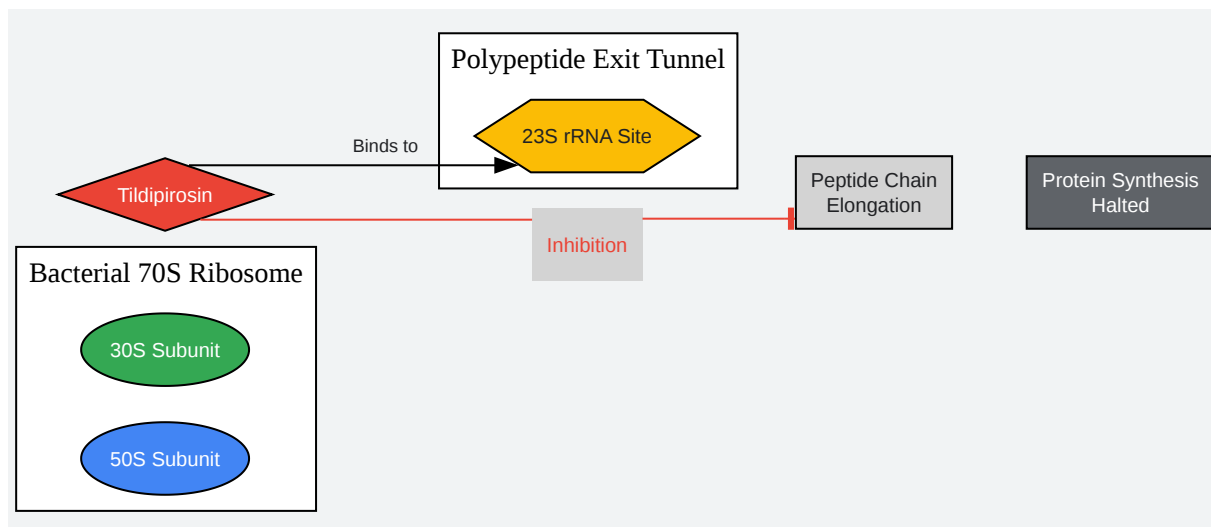 Polypeptide Exit Tunnel
23S rRNA Site
Binds to
Tildipirosin
Peptide Chain
Elongation
Protein Synthesis
Halted
Inhibition
Bacterial 70S Ribosome
30S Subunit
50S Subunit